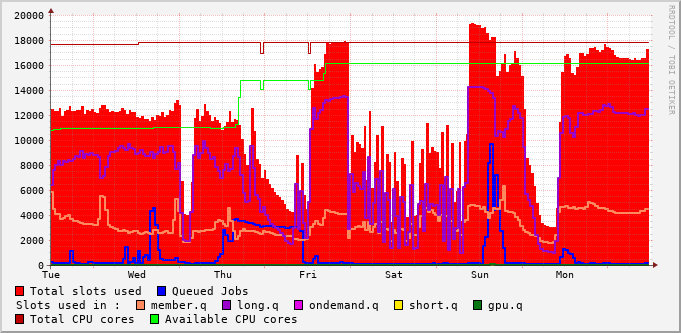 20000
18000
16000
14000
12000
10000
8000
6000
4000
2000
0
Tue Wed Thu Fri Sat Sun Mon
RRDTOOL / TOBI OETIKER
Total slots used Queued Jobs
Slots used in : member.q long.q ondemand.q short.q gpu.q
Total CPU cores Available CPU cores